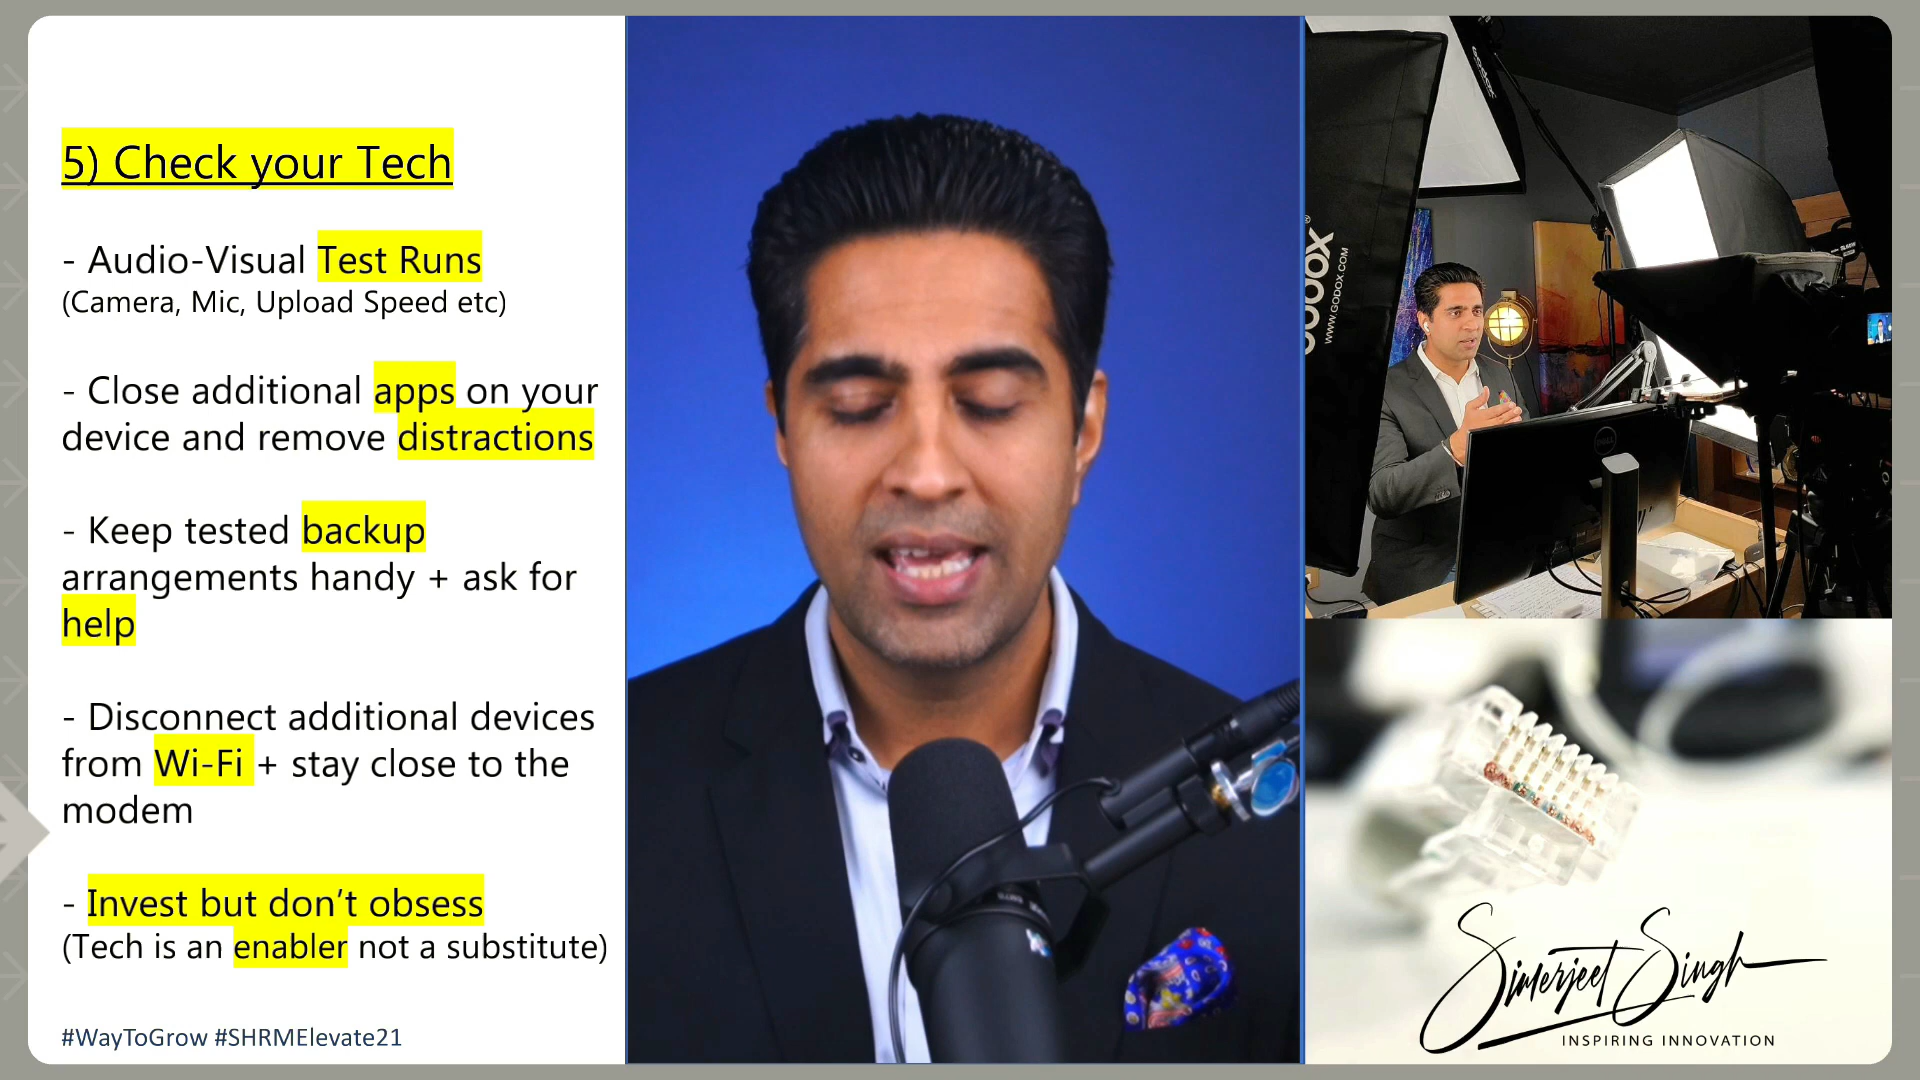 5) Check your Tech
- Audio-Visual Test Runs
(Camera, Mic, Upload Speed etc)
- Close additional apps on your
device and remove distractions
- Keep tested backup
arrangements handy + ask for
help
- Disconnect additional devices
from Wi-Fi + stay close to the
modem
- Invest but don’t obsess
(Tech is an enabler not a substitute)
#WayToGrow #SHRMElevate21
GODOX
GODOX®
WWW.GODOX.COM
DELL
Simerjeet Singh
INSPIRING INNOVATION